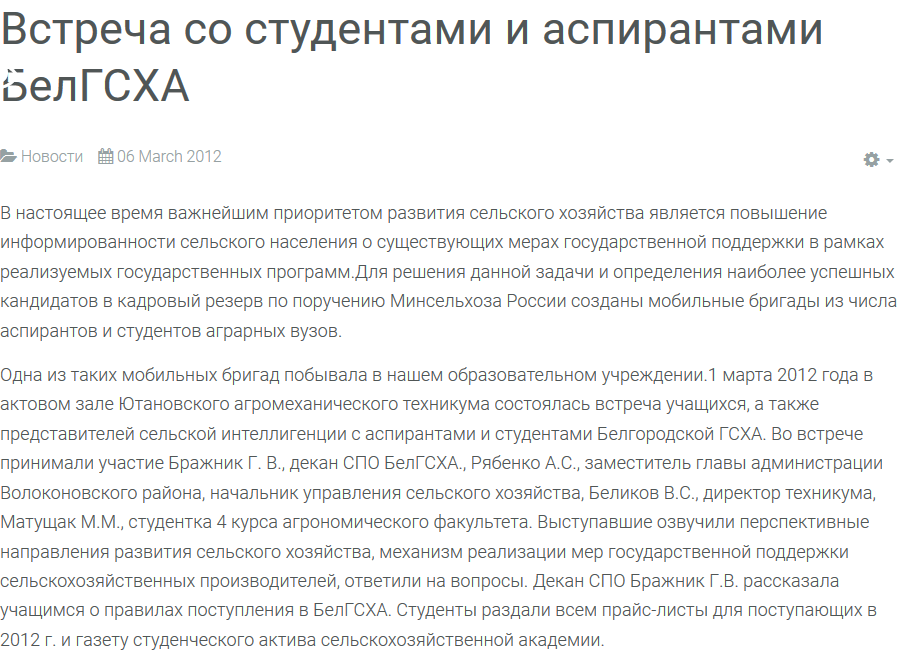 Встреча со студентами и аспирантами
БелГСХА
Новости 06 March 2012
В настоящее время важнейшим приоритетом развития сельского хозяйства является повышение
информированности сельского населения о существующих мерах государственной поддержки в рамках
реализуемых государственных программ.Для решения данной задачи и определения наиболее успешных
кандидатов в кадровый резерв по поручению Минсельхоза России созданы мобильные бригады из числа
аспирантов и студентов аграрных вузов.
Одна из таких мобильных бригад побывала в нашем образовательном учреждении.1 марта 2012 года в
актовом зале Ютановского агромеханического техникума состоялась встреча учащихся, а также
представителей сельской интеллигенции с аспирантами и студентами Белгородской ГСХА. Во встрече
принимали участие Бражник Г. В., декан СПО БелГСХА., Рябенко А.С., заместитель главы администрации
Волоконовского района, начальник управления сельского хозяйства, Беликов В.С., директор техникума,
Матущак М.М., студентка 4 курса агрономического факультета. Выступавшие озвучили перспективные
направления развития сельского хозяйства, механизм реализации мер государственной поддержки
сельскохозяйственных производителей, ответили на вопросы. Декан СПО Бражник Г.В. рассказала
учащимся о правилах поступления в БелГСХА. Студенты раздали всем прайс-листы для поступающих в
2012 г. и газету студенческого актива сельскохозяйственной академии.